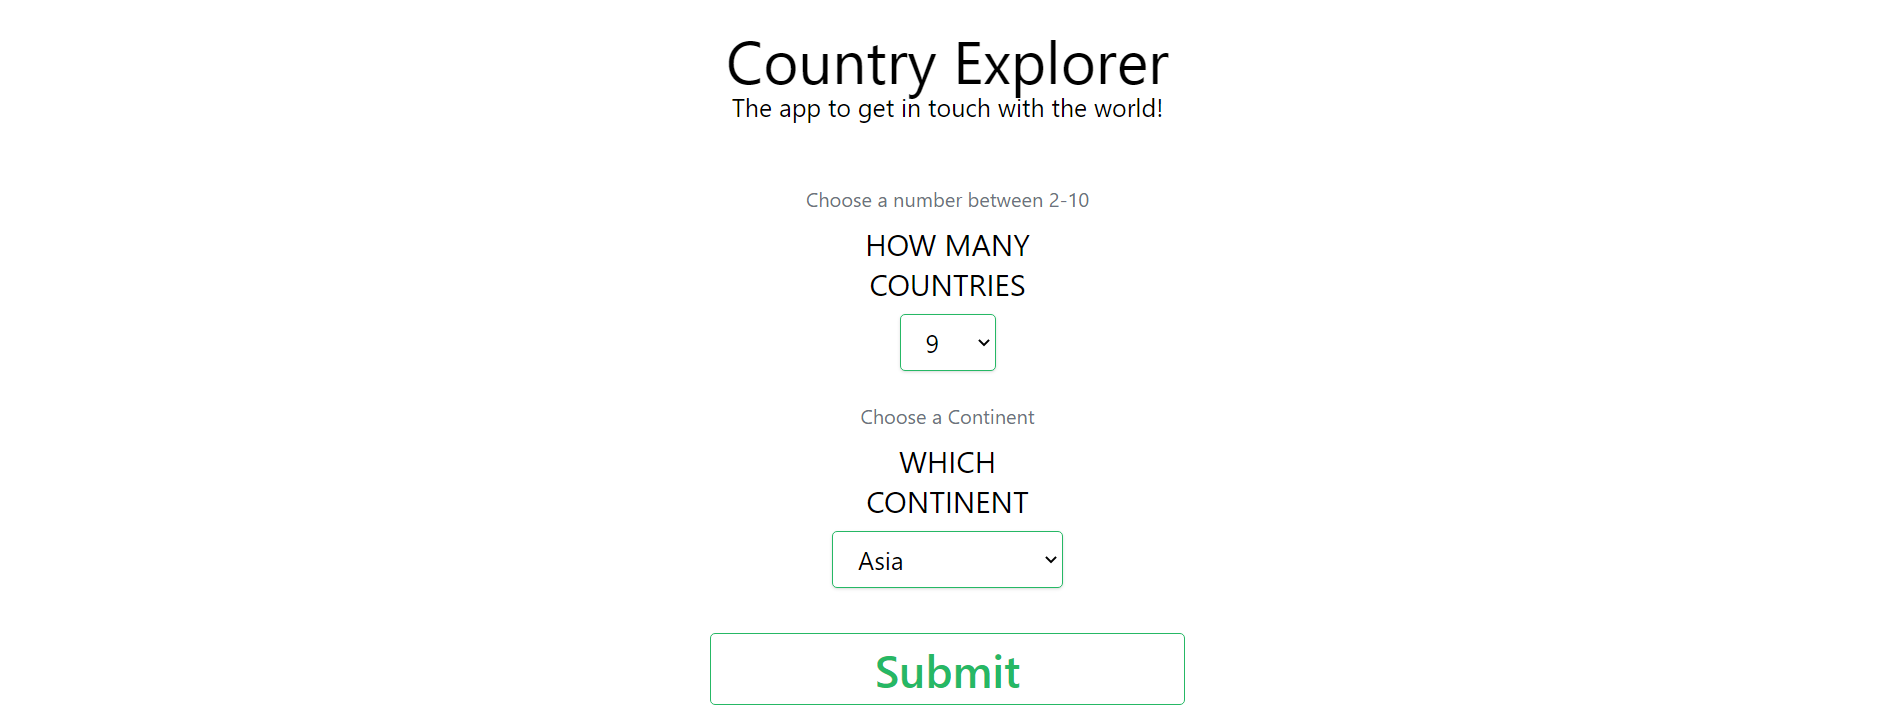 Country Explorer
The app to get in touch with the world!
Choose a number between 2-10
HOW MANY
COUNTRIES
9
Choose a Continent
WHICH
CONTINENT
Asia
Submit